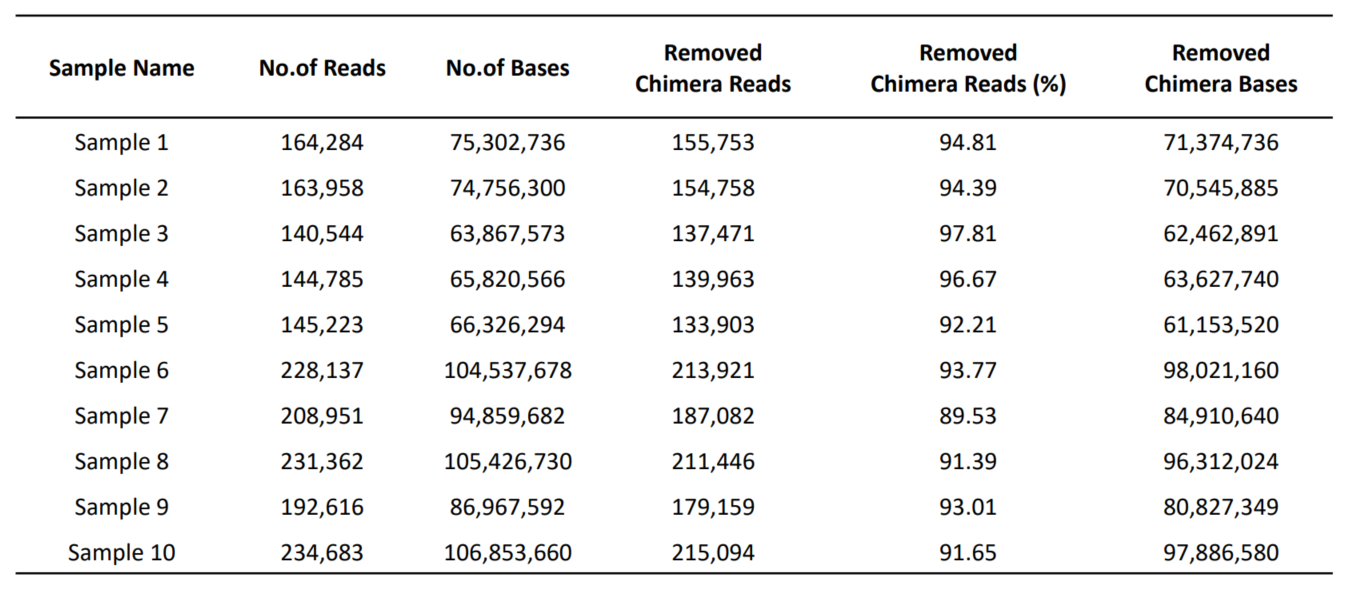 Sample Name No.of Reads No.of Bases Removed Chimera Reads Removed Chimera Reads (%) Removed Chimera Bases
Sample 1 164,284 75,302,736 155,753 94.81 71,374,736
Sample 2 163,958 74,756,300 154,758 94.39 70,545,885
Sample 3 140,544 63,867,573 137,471 97.81 62,462,891
Sample 4 144,785 65,820,566 139,963 96.67 63,627,740
Sample 5 145,223 66,326,294 133,903 92.21 61,153,520
Sample 6 228,137 104,537,678 213,921 93.77 98,021,160
Sample 7 208,951 94,859,682 187,082 89.53 84,910,640
Sample 8 231,362 105,426,730 211,446 91.39 96,312,024
Sample 9 192,616 86,967,592 179,159 93.01 80,827,349
Sample 10 234,683 106,853,660 215,094 91.65 97,886,580